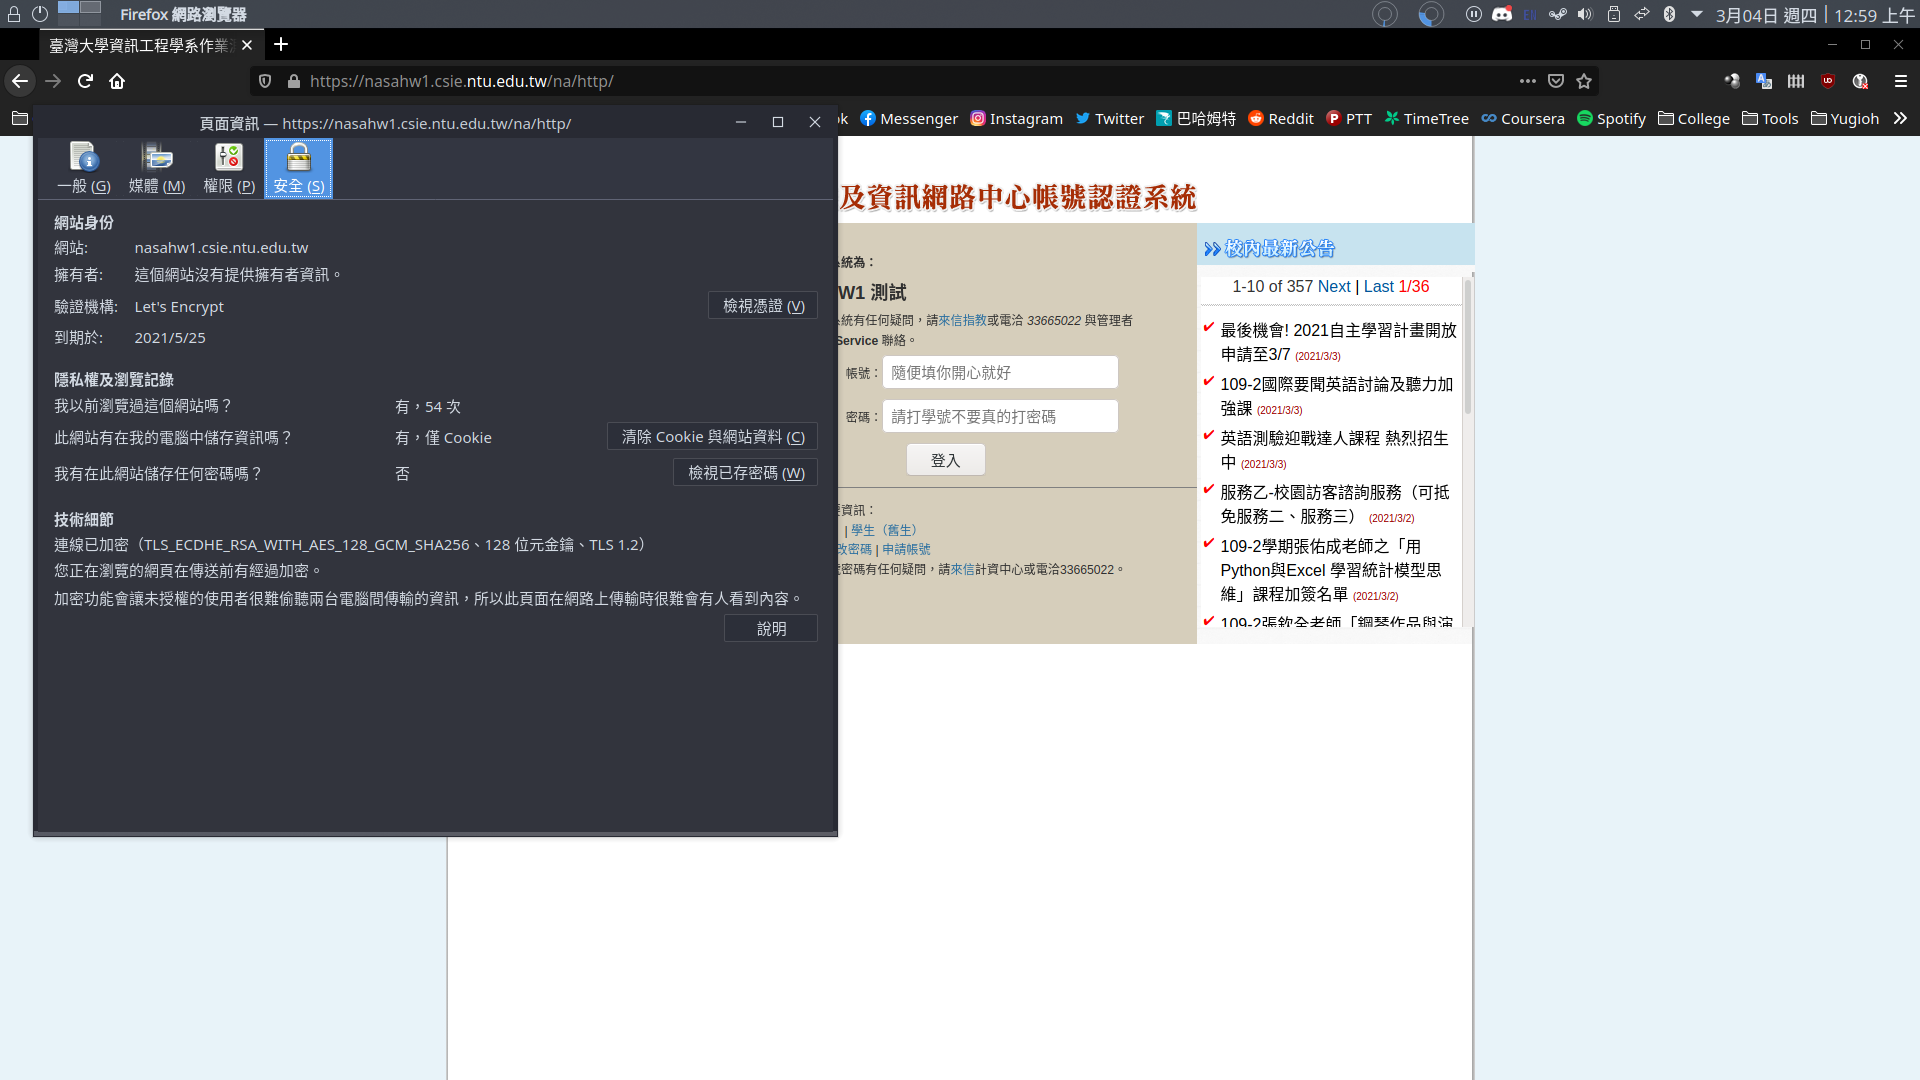 Firefox 網路瀏覽器
EN
3月04日 週四
12:59 上午
臺灣大學資訊工程學系作業
https://nasahw1.csie.ntu.edu.tw/na/http/
Messenger
Instagram
Twitter
巴哈姆特
Reddit
PTT
TimeTree
Coursera
Spotify
College
Tools
Yugioh
頁面資訊 — https://nasahw1.csie.ntu.edu.tw/na/http/
一般 (G)
媒體 (M)
權限 (P)
安全 (S)
網站身份
網站: nasahw1.csie.ntu.edu.tw
擁有者: 這個網站沒有提供擁有者資訊。
驗證機構: Let's Encrypt
檢視憑證 (V)
到期於: 2021/5/25
隱私權及瀏覽記錄
我以前瀏覽過這個網站嗎？ 有，54 次
此網站有在我的電腦中儲存資訊嗎？ 有，僅 Cookie
清除 Cookie 與網站資料 (C)
我有在此網站儲存任何密碼嗎？ 否
檢視已存密碼 (W)
技術細節
連線已加密（TLS_ECDHE_RSA_WITH_AES_128_GCM_SHA256、128 位元金鑰、TLS 1.2）
您正在瀏覽的網頁在傳送前有經過加密。
加密功能會讓未授權的使用者很難偷聽兩台電腦間傳輸的資訊，所以此頁面在網路上傳輸時很難會有人看到內容。
說明
及資訊網路中心帳號認證系統
統為：
W1 測試
統有任何疑問，請來信指教或電洽 33665022 與管理者
Service 聯絡。
帳號：
隨便填你開心就好
密碼：
請打學號不要真的打密碼
登入
資訊：
| 學生（舊生）
改密碼 | 申請帳號
密碼有任何疑問，請來信計資中心或電洽33665022。
校內最新公告
1-10 of 357 Next | Last 1/36
最後機會! 2021自主學習計畫開放
申請至3/7 (2021/3/3)
109-2國際要聞英語討論及聽力加
強課 (2021/3/3)
英語測驗迎戰達人課程 熱烈招生
中 (2021/3/3)
服務乙-校園訪客諮詢服務（可抵
免服務二、服務三） (2021/3/2)
109-2學期張佑成老師之「用
Python與Excel 學習統計模型思
維」課程加簽名單 (2021/3/2)
109-2張欽全老師「鋼琴作品與演